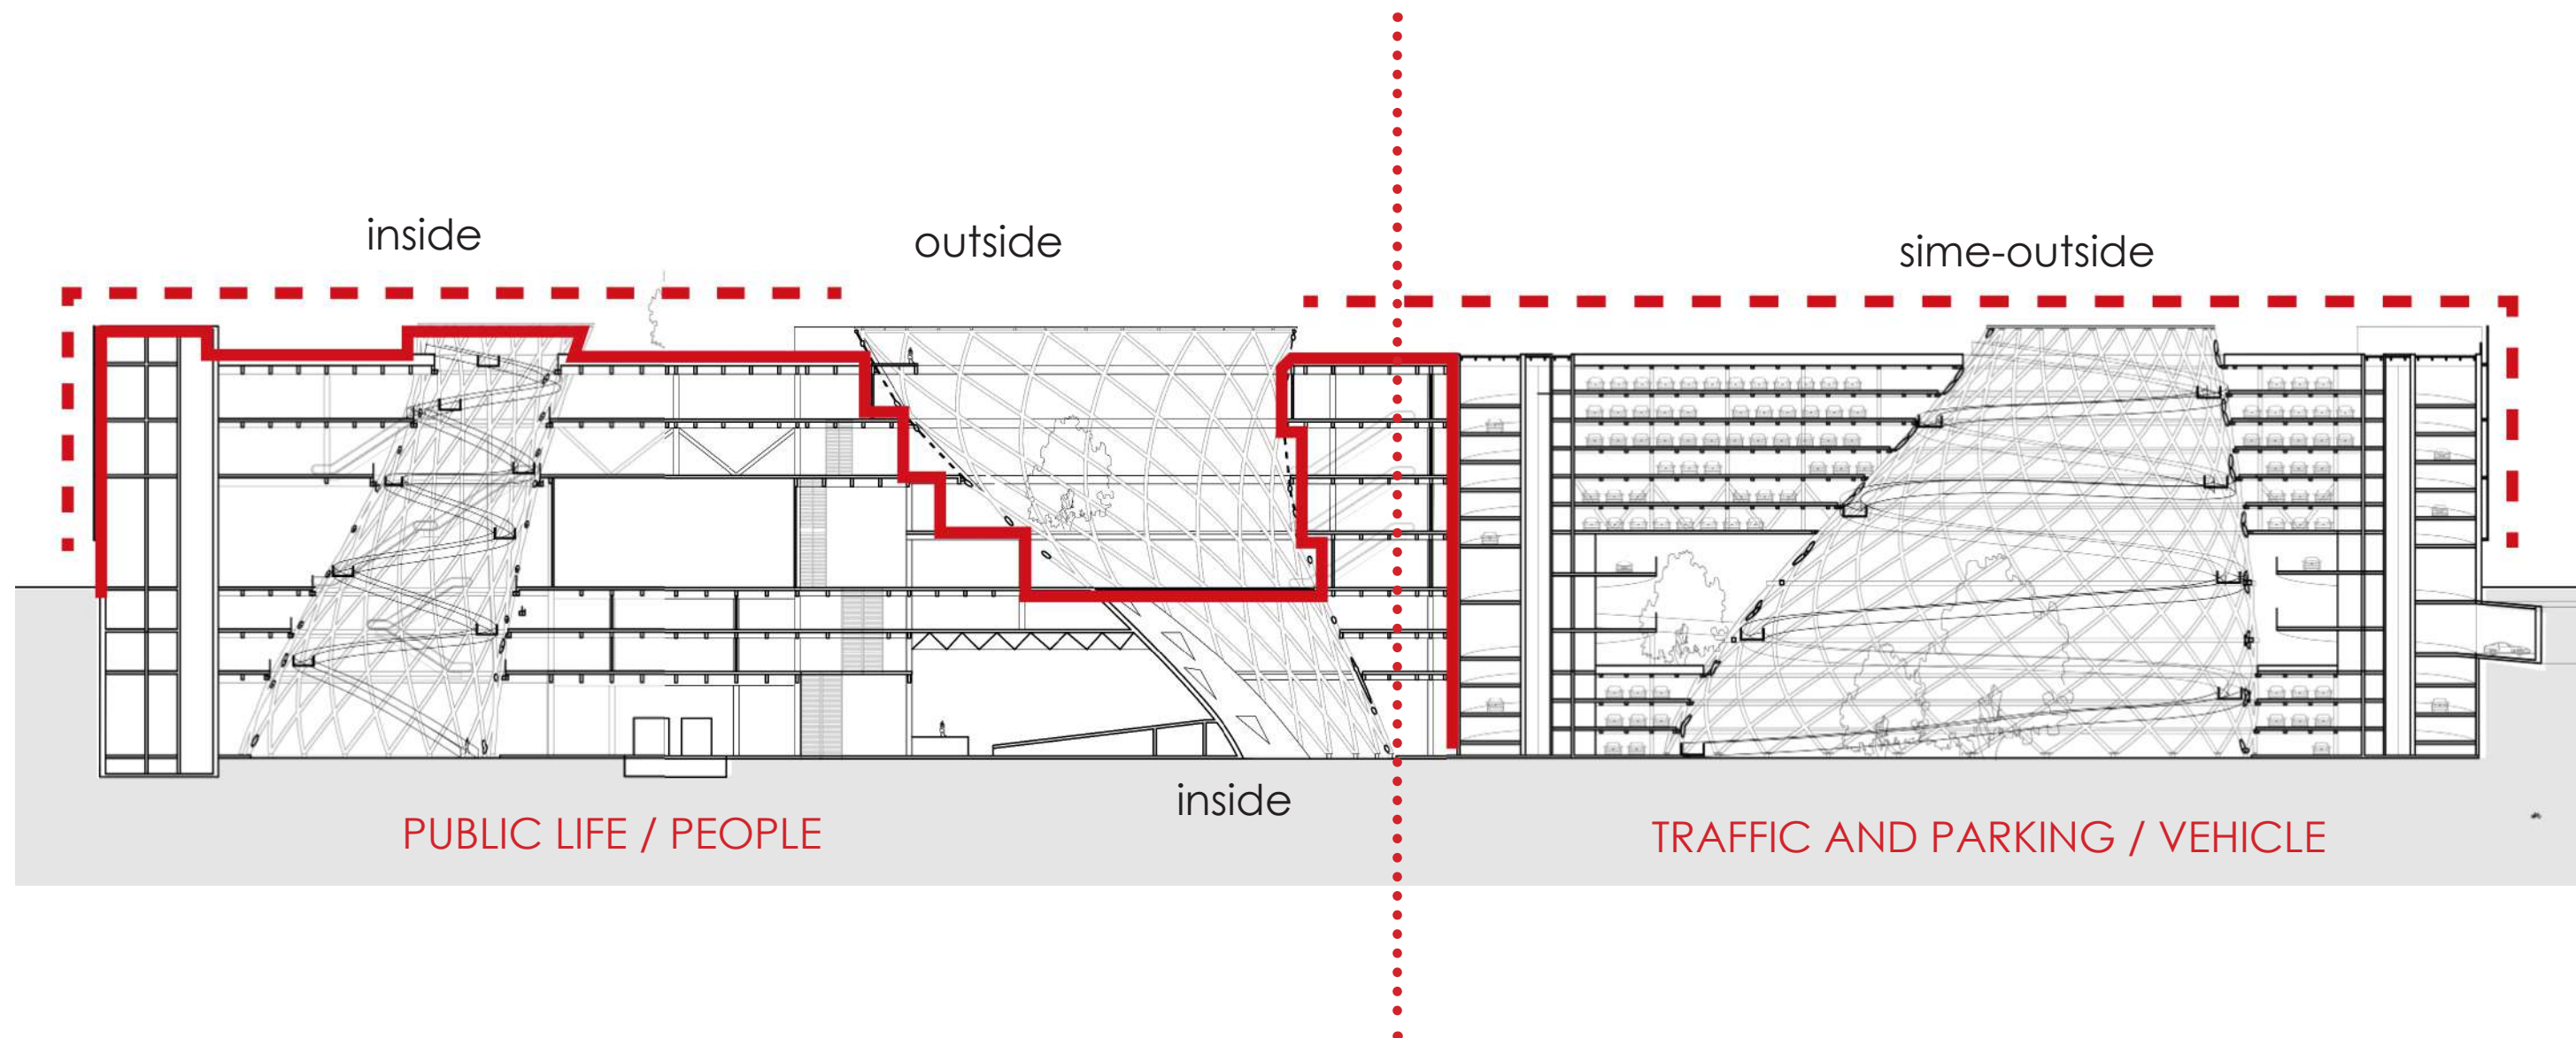 inside
outside
sime-outside
inside
PUBLIC LIFE / PEOPLE
TRAFFIC AND PARKING / VEHICLE